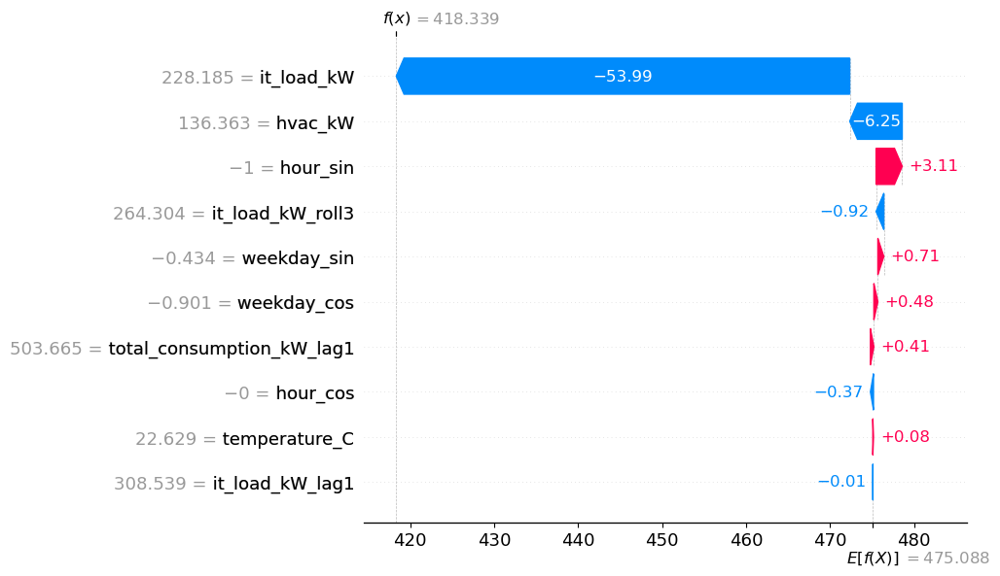 f(x) = 418.339
228.185 = it_load_kW −53.99
136.363 = hvac_kW −6.25
−1 = hour_sin +3.11
264.304 = it_load_kW_roll3 −0.92
−0.434 = weekday_sin +0.71
−0.901 = weekday_cos +0.48
503.665 = total_consumption_kW_lag1 +0.41
−0 = hour_cos −0.37
22.629 = temperature_C +0.08
308.539 = it_load_kW_lag1 −0.01
420 430 440 450 460 470 480
E[f(X)] = 475.088